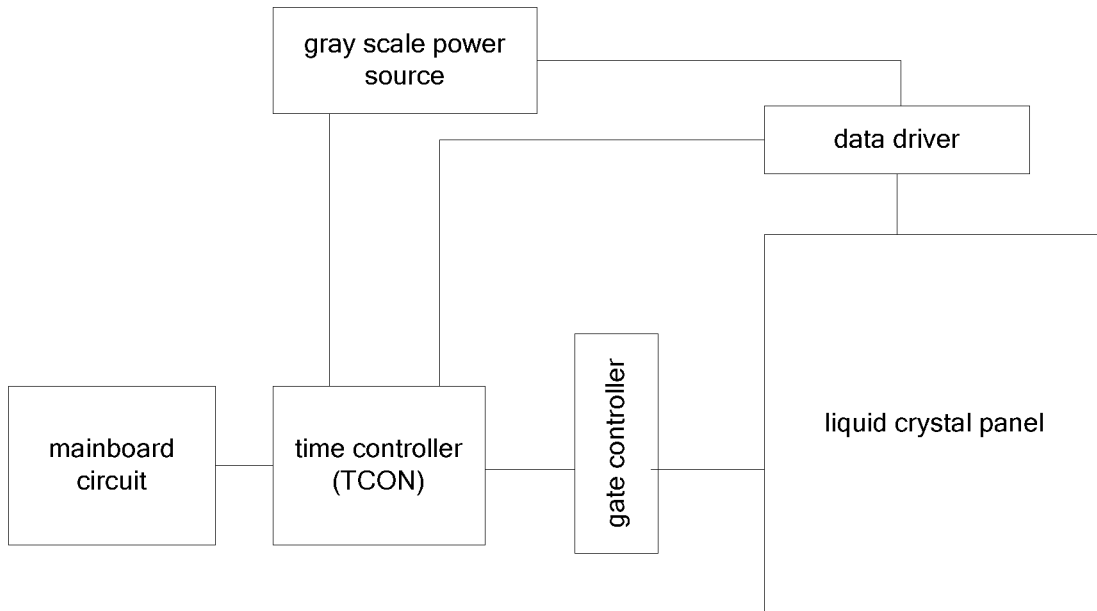 gray scale power
source
data driver
mainboard
circuit
time controller
(TCON)
gate controller
liquid crystal panel